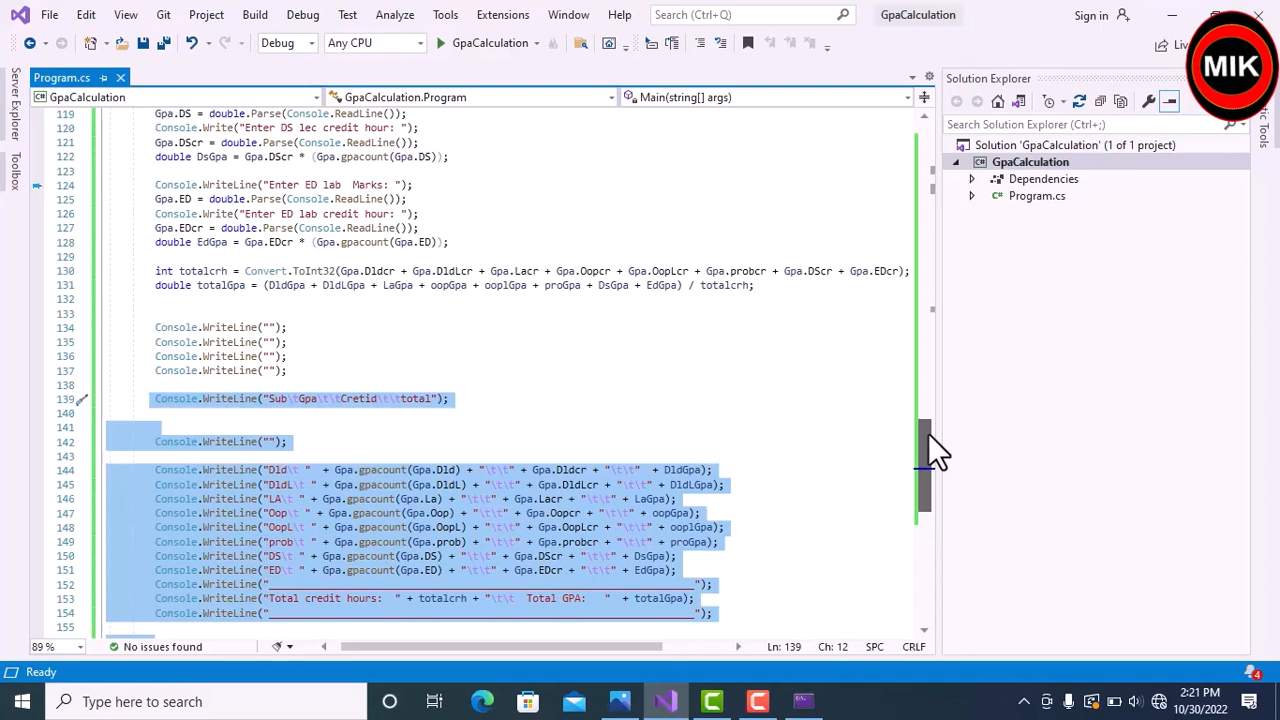 File Edit View Git Project Build Debug Test Analyze Tools Extensions Window Help Search (Ctrl+Q) GpaCalculation Sign in
Debug Any CPU GpaCalculation
MIK
Server Explorer
Toolbox
Program.cs
GpaCalculation GpaCalculation.Program Main(string[] args)
119 Gpa.DS = double.Parse(Console.ReadLine());
120 Console.Write("Enter DS lec credit hour: ");
121 Gpa.DScr = double.Parse(Console.ReadLine());
122 double DsGpa = Gpa.DScr * (Gpa.gpacount(Gpa.DS));
123
124 Console.WriteLine("Enter ED lab  Marks: ");
125 Gpa.ED = double.Parse(Console.ReadLine());
126 Console.Write("Enter ED lab credit hour: ");
127 Gpa.EDcr = double.Parse(Console.ReadLine());
128 double EdGpa = Gpa.EDcr * (Gpa.gpacount(Gpa.ED));
129
130 int totalcrh = Convert.ToInt32(Gpa.Dldcr + Gpa.DldLcr + Gpa.Lacr + Gpa.Oopcr + Gpa.OopLcr + Gpa.probcr + Gpa.DScr + Gpa.EDcr);
131 double totalGpa = (DldGpa + DldLGpa + LaGpa + oopGpa + ooplGpa + proGpa + DsGpa + EdGpa) / totalcrh;
132
133
134 Console.WriteLine("");
135 Console.WriteLine("");
136 Console.WriteLine("");
137 Console.WriteLine("");
138
139 Console.WriteLine("Sub\tGpa\t\tCretid\t\ttotal");
140
141
142 Console.WriteLine("");
143
144 Console.WriteLine("Dld\t "  + Gpa.gpacount(Gpa.Dld) + "\t\t" + Gpa.Dldcr + "\t\t"  + DldGpa);
145 Console.WriteLine("DldL\t " + Gpa.gpacount(Gpa.DldL) + "\t\t" + Gpa.DldLcr + "\t\t" + DldLGpa);
146 Console.WriteLine("LA\t " + Gpa.gpacount(Gpa.La) + "\t\t" + Gpa.Lacr + "\t\t" + LaGpa);
147 Console.WriteLine("Oop\t " + Gpa.gpacount(Gpa.Oop) + "\t\t" + Gpa.Oopcr + "\t\t" + oopGpa);
148 Console.WriteLine("OopL\t " + Gpa.gpacount(Gpa.OopL) + "\t\t" + Gpa.OopLcr + "\t\t" + ooplGpa);
149 Console.WriteLine("prob\t " + Gpa.gpacount(Gpa.prob) + "\t\t" + Gpa.probcr + "\t\t" + proGpa);
150 Console.WriteLine("DS\t " + Gpa.gpacount(Gpa.DS) + "\t\t" + Gpa.DScr + "\t\t" + DsGpa);
151 Console.WriteLine("ED\t " + Gpa.gpacount(Gpa.ED) + "\t\t" + Gpa.EDcr + "\t\t" + EdGpa);
152 Console.WriteLine("_______________________________________________________________________");
153 Console.WriteLine("Total credit hours:  " + totalcrh + "\t\t  Total GPA:   "  + totalGpa);
154 Console.WriteLine("_______________________________________________________________________");
155
89 % No issues found Ln: 139 Ch: 12 SPC CRLF
Solution Explorer
Search Solution Explorer (Ctrl+;)
Solution 'GpaCalculation' (1 of 1 project)
GpaCalculation
Dependencies
Program.cs
Ready 4
Type here to search
2:21 PM
10/30/2022